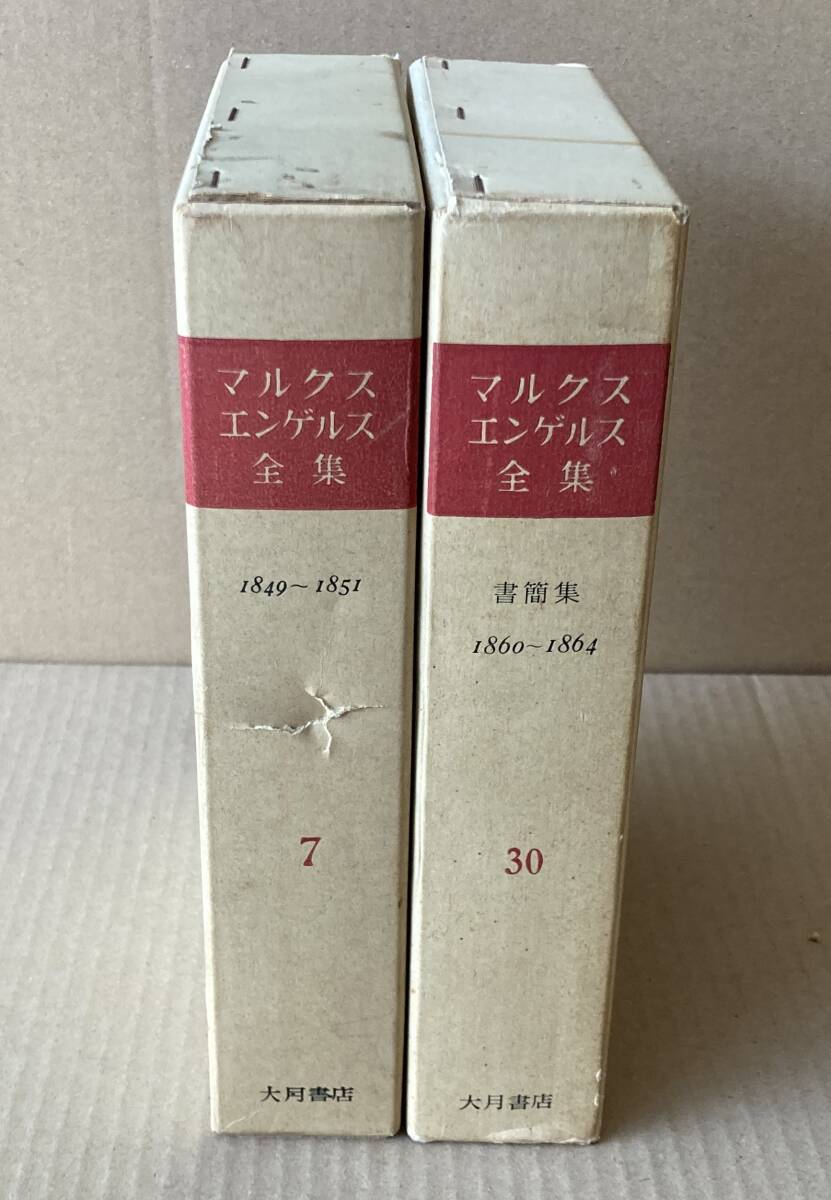 マルクス
エンゲルス
全集
1849~1851
7
大月書店
マルクス
エンゲルス
全集
書簡集
1860~1864
30
大月書店